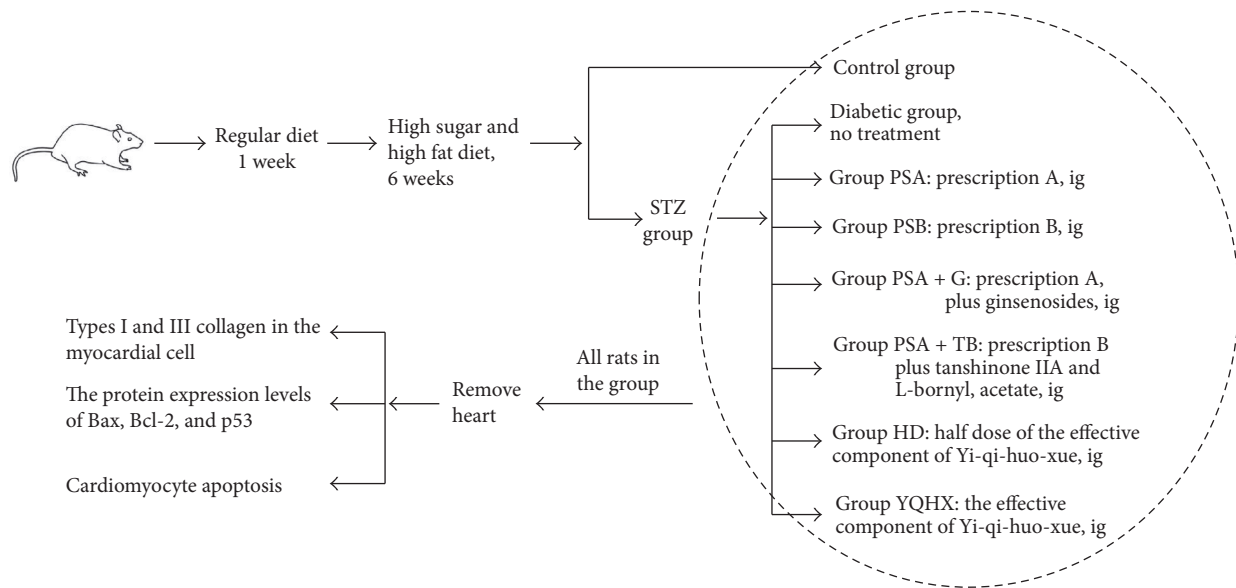 Regular diet
1 week
High sugar and
high fat diet,
6 weeks
STZ
group
Control group
Diabetic group,
no treatment
Group PSA: prescription A, ig
Group PSB: prescription B, ig
Group PSA + G: prescription A,
plus ginsenosides, ig
Group PSA + TB: prescription B
plus tanshinone IIA and
L-bornyl, acetate, ig
Group HD: half dose of the effective
component of Yi-qi-huo-xue, ig
Group YQHX: the effective
component of Yi-qi-huo-xue, ig
All rats in
the group
Remove
heart
Types I and III collagen in the
myocardial cell
The protein expression levels
of Bax, Bcl-2, and p53
Cardiomyocyte apoptosis